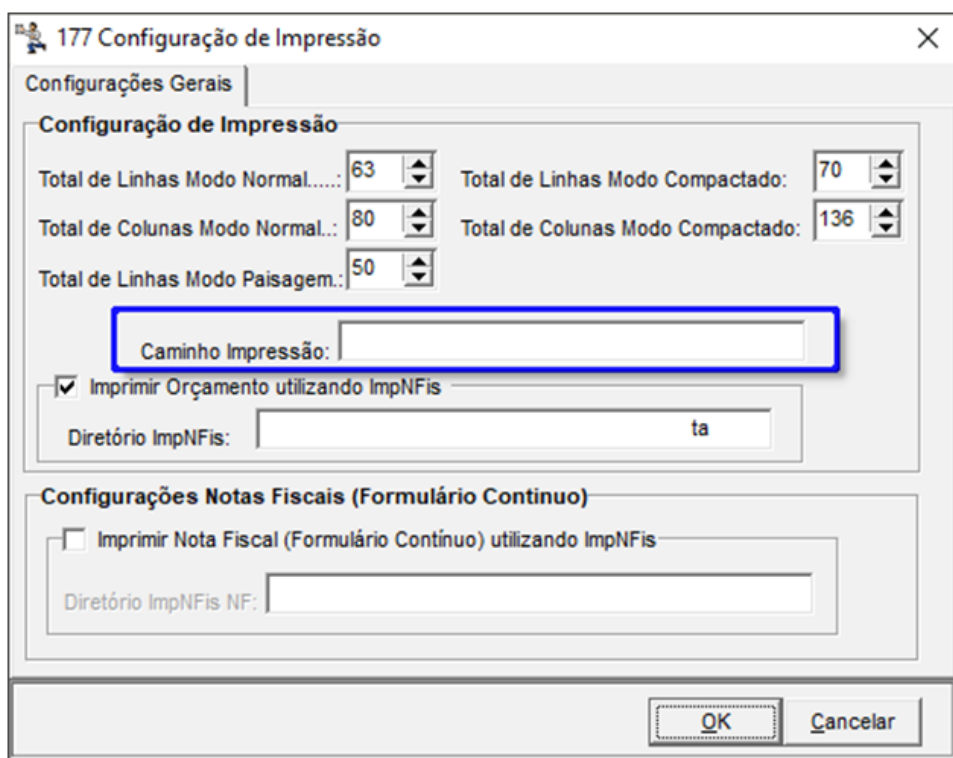 177 Configuração de Impressão
Configurações Gerais
Configuração de Impressão
Total de Linhas Modo Normal.....: 63 Total de Linhas Modo Compactado: 70
Total de Colunas Modo Normal..: 80 Total de Colunas Modo Compactado: 136
Total de Linhas Modo Paisagem.: 50
Caminho Impressão:
Imprimir Orçamento utilizando ImpNFis
Diretório ImpNFis: ta
Configurações Notas Fiscais (Formulário Continuo)
Imprimir Nota Fiscal (Formulário Contínuo) utilizando ImpNFis
Diretório ImpNFis NF:
OK Cancelar